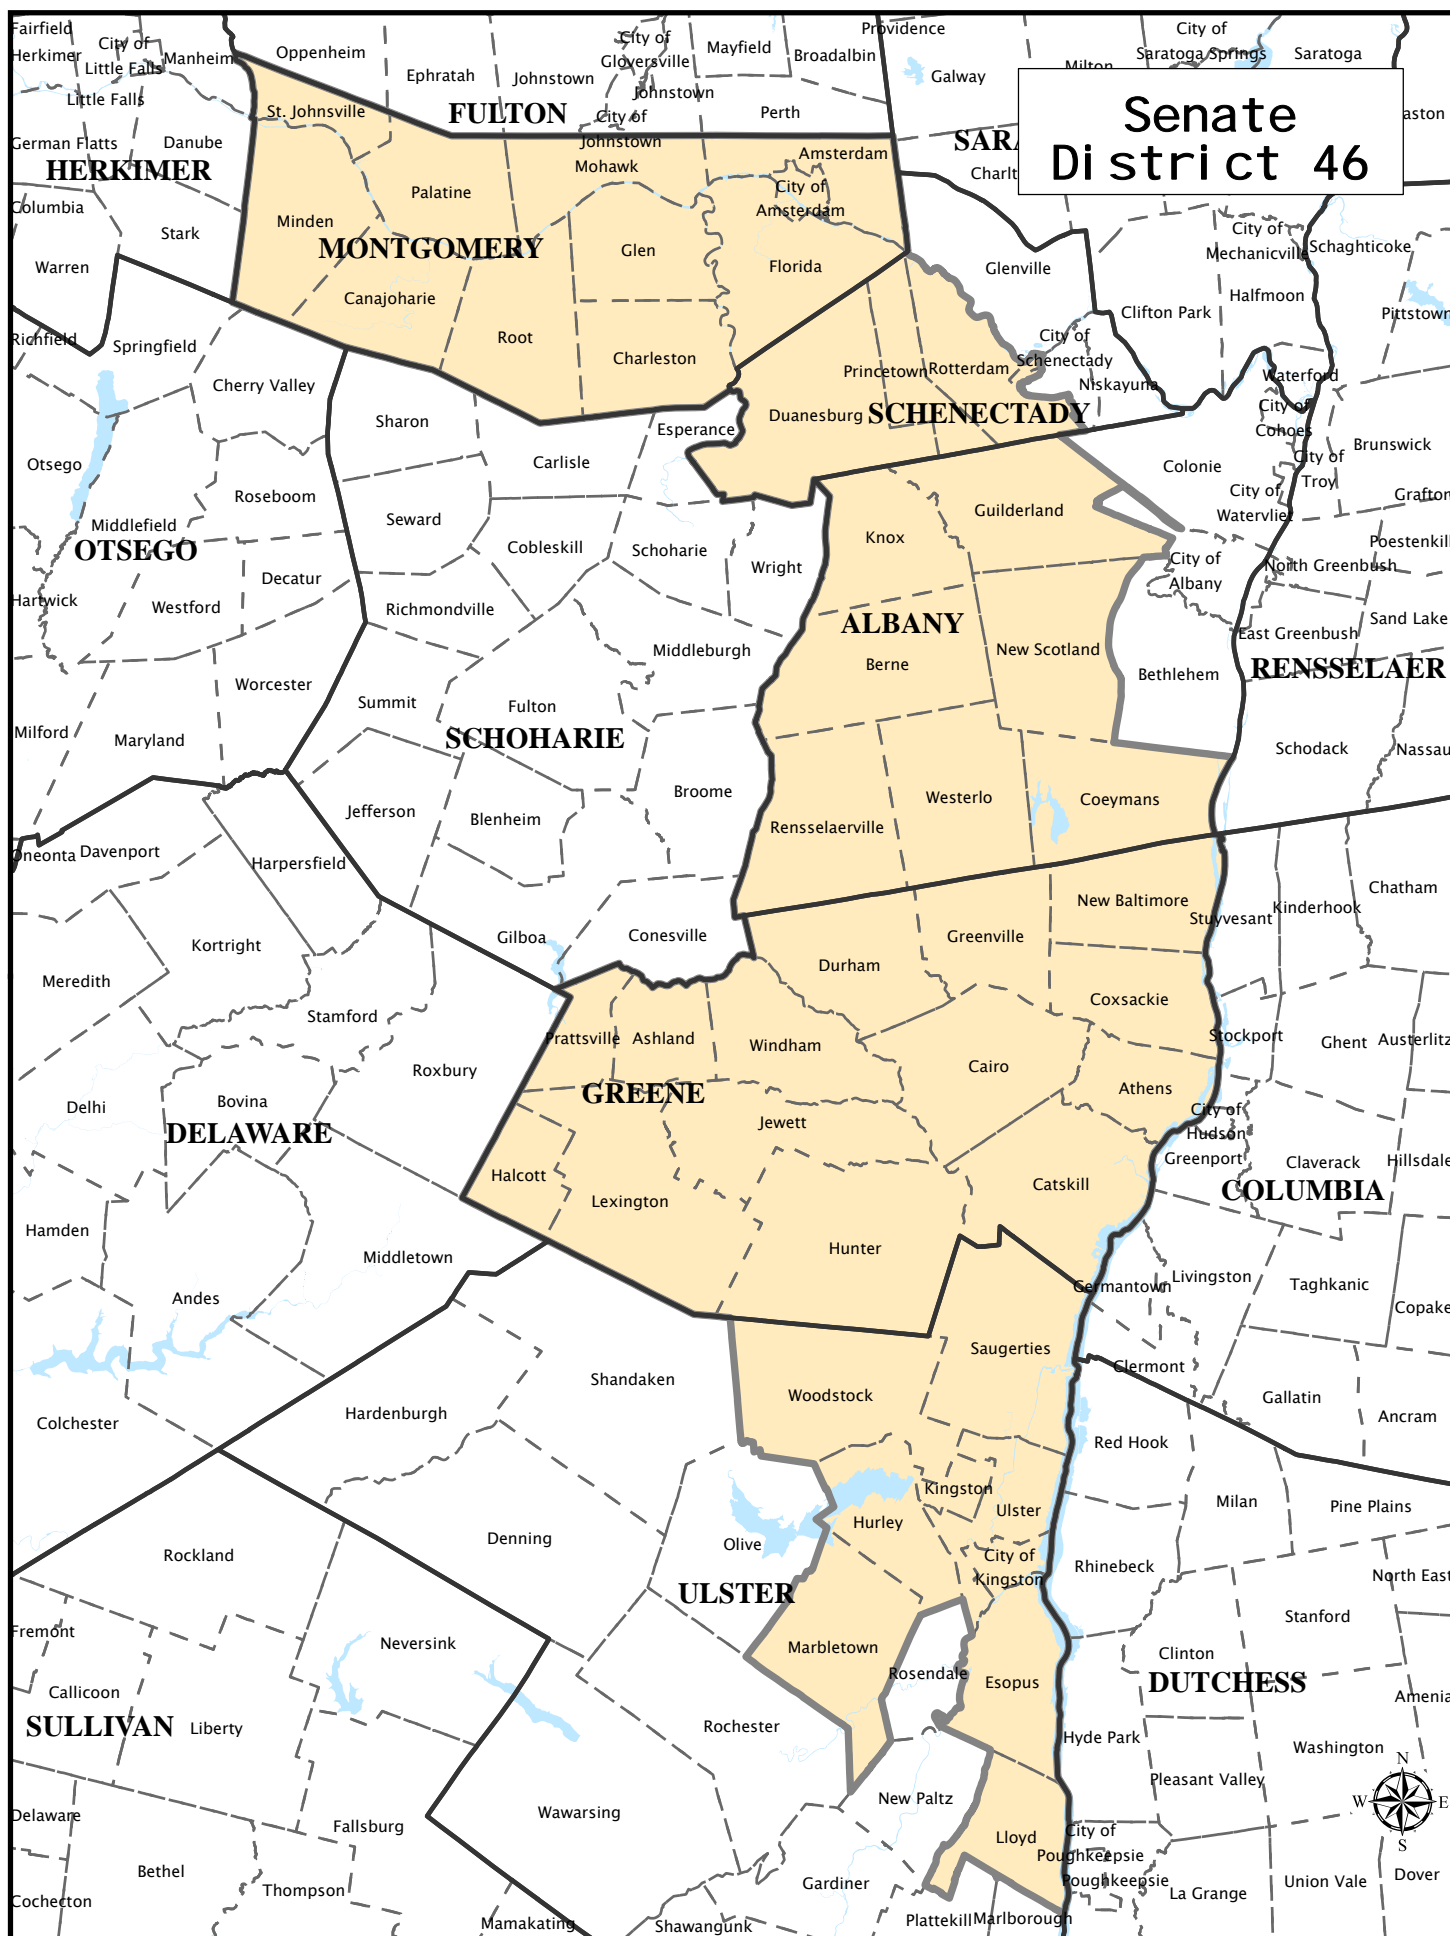 Fairfield
Herkimer
City of
Little Falls
Manheim
Oppenheim
Ephratah
Johnstown
City of
Gloversville
Johnstown
Mayfield
Broadalbin
Providence
Galway
Milton
City of
Saratoga Springs
Saratoga
Senate
District 46
Little Falls
St. Johnsville
FULTON
City of
Johnstown
Perth
German Flatts
Danube
HERKIMER
Mohawk
Amsterdam
Columbia
Stark
Warren
Palatine
Minden
MONTGOMERY
City of
Amsterdam
Glen
Florida
Canajoharie
Root
Charleston
Glenville
City of
Mechanicville
Schaghticoke
Halfmoon
Clifton Park
Pittstown
Richfield
Springfield
Cherry Valley
Princetown
Rotterdam
City of
Schenectady
Niskayuna
Waterford
Duanesburg
SCHENECTADY
City of
Cohoes
Sharon
Esperance
Otsego
Carlisle
Colonie
City of
Troy
Brunswick
Roseboom
City of
Watervliet
Grafton
Middlefield
OTSEGO
Seward
Cobleskill
Schoharie
Wright
Knox
Guilderland
City of
Albany
Poestenkill
North Greenbush
Decatur
Hartwick
Westford
Richmondville
ALBANY
Sand Lake
East Greenbush
Middleburgh
Berne
New Scotland
Bethlehem
RENSSELAER
Worcester
Summit
Fulton
SCHOHARIE
Milford
Maryland
Schodack
Nassau
Jefferson
Blenheim
Broome
Rensselaerville
Westerlo
Coeymans
Oneonta
Davenport
Harpersfield
New Baltimore
Stuyvesant
Kinderhook
Chatham
Kortright
Gilboa
Conesville
Durham
Greenville
Meredith
Stamford
Coxsackie
Prattsville
Ashland
Windham
Stockport
Ghent
Austerlitz
Roxbury
Cairo
Athens
Delhi
Bovina
DELAWARE
GREENE
Jewett
City of
Hudson
Greenport
Claverack
Hillsdale
Halcott
Lexington
Catskill
COLUMBIA
Hamden
Middletown
Hunter
Germantown
Livingston
Taghkanic
Copake
Andes
Saugerties
Clermont
Shandaken
Woodstock
Gallatin
Colchester
Hardenburgh
Ancram
Red Hook
Kingston
Ulster
Milan
Pine Plains
Hurley
Rockland
Denning
Olive
City of
Kingston
Rhinebeck
North East
ULSTER
Stanford
Fremont
Neversink
Marbletown
Clinton
Callicoon
Rosendale
Esopus
DUTCHESS
Amenia
SULLIVAN
Liberty
Rochester
Hyde Park
Washington
N
W
E
S
Pleasant Valley
Delaware
Fallsburg
Wawarsing
New Paltz
Lloyd
City of
Poughkeepsie
Poughkeepsie
Bethel
Thompson
Gardiner
La Grange
Union Vale
Dover
Cochecton
Mamakating
Shawangunk
Plattekill
Marlborough